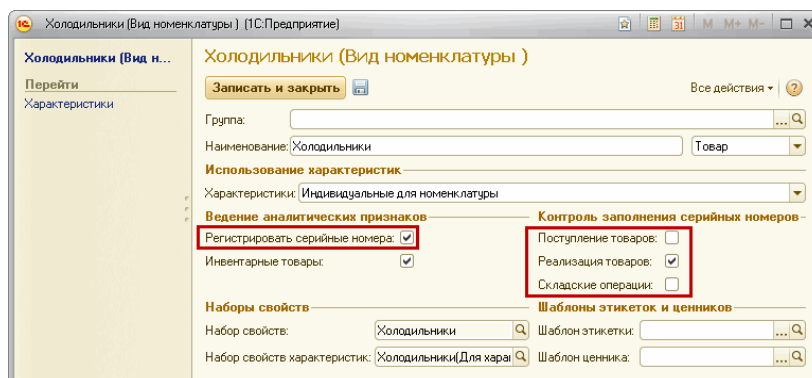 Холодильники (Вид номенклатуры ) (1С:Предприятие)
M M+ M-
Холодильники (Вид н...
Перейти
Характеристики
Холодильники (Вид номенклатуры )
Записать и закрыть
Все действия
Группа:
Наименование: Холодильники Товар
Использование характеристик
Характеристики: Индивидуальные для номенклатуры
Ведение аналитических признаков Контроль заполнения серийных номеров
Регистрировать серийные номера: Поступление товаров:
Инвентарные товары: Реализация товаров:
Складские операции:
Наборы свойств Шаблоны этикеток и ценников
Набор свойств: Холодильники Шаблон этикетки: ...
Набор свойств характеристик: Холодильники(Для харак Шаблон ценника: ...